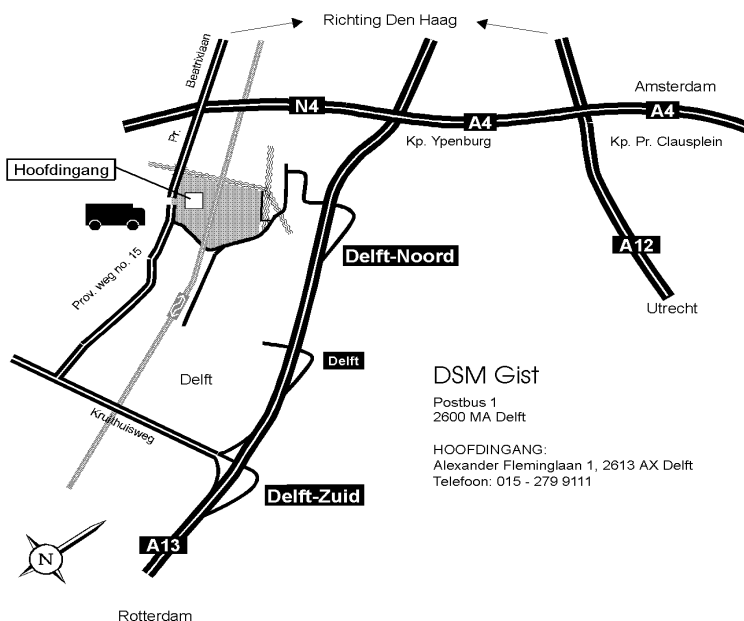 Richting Den Haag
Pr. Beatrixlaan
Amsterdam
N4
A4
A4
Kp. Ypenburg
Kp. Pr. Clausplein
Hoofdingang
A12
Delft-Noord
Prov. weg no. 15
Utrecht
Delft
Delft
DSM Gist
Postbus 1
2600 MA Delft
Kruithuisweg
HOOFDINGANG:
Alexander Fleminglaan 1, 2613 AX Delft
Telefoon: 015 - 279 9111
Delft-Zuid
A13
N
Rotterdam